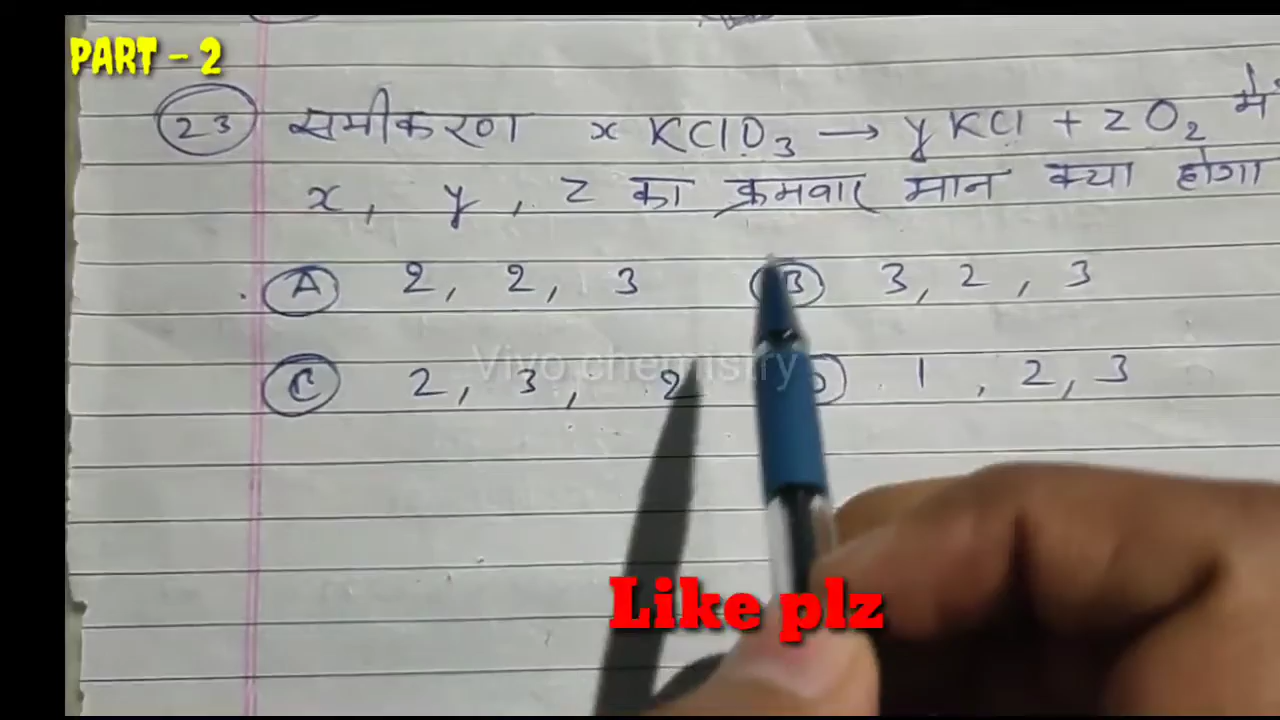 PART - 2
23 समीकरण x KClO3 → y KCl + z O2 में
x, y, z का क्रमवार मान क्या होगा
A 2, 2, 3 B 3, 2, 3
Vivo chemistry
C 2, 3, 2 D 1, 2, 3
Like plz